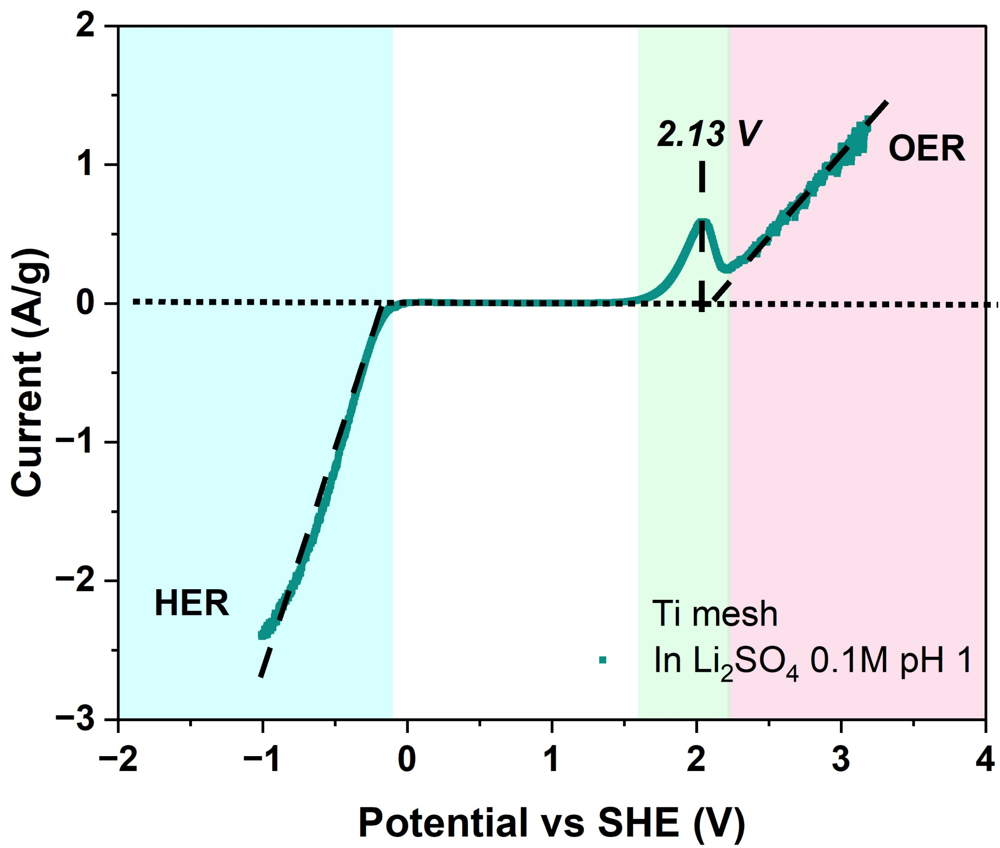 2
1
0
−1
−2
−3
Current (A/g)
2.13 V
OER
HER
Ti mesh
In Li₂SO₄ 0.1M pH 1
−2
−1
0
1
2
3
4
Potential vs SHE (V)